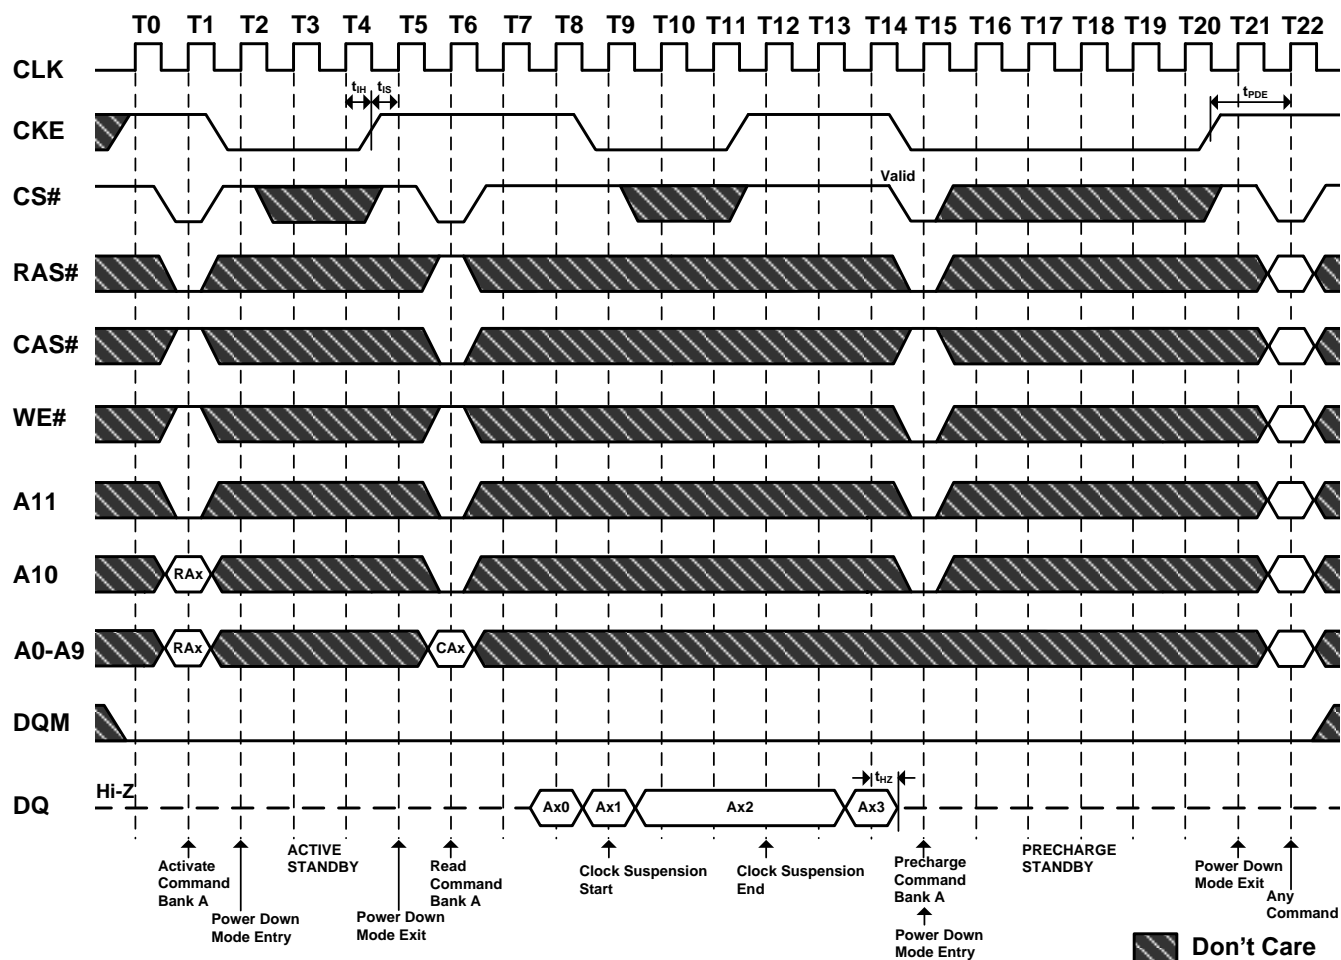 T0 T1 T2 T3 T4 T5 T6 T7 T8 T9 T10 T11 T12 T13 T14 T15 T16 T17 T18 T19 T20 T21 T22
CLK
tIH tIS
tPDE
CKE
Valid
CS#
RAS#
CAS#
WE#
A11
A10
RAx
A0-A9
RAx
CAx
DQM
tHZ
Hi-Z
DQ
Ax0
Ax1
Ax2
Ax3
Activate
Command
Bank A
Power Down
Mode Entry
ACTIVE
STANDBY
Power Down
Mode Exit
Read
Command
Bank A
Clock Suspension
Start
Clock Suspension
End
Precharge
Command
Bank A
Power Down
Mode Entry
PRECHARGE
STANDBY
Power Down
Mode Exit
Any
Command
Don't Care